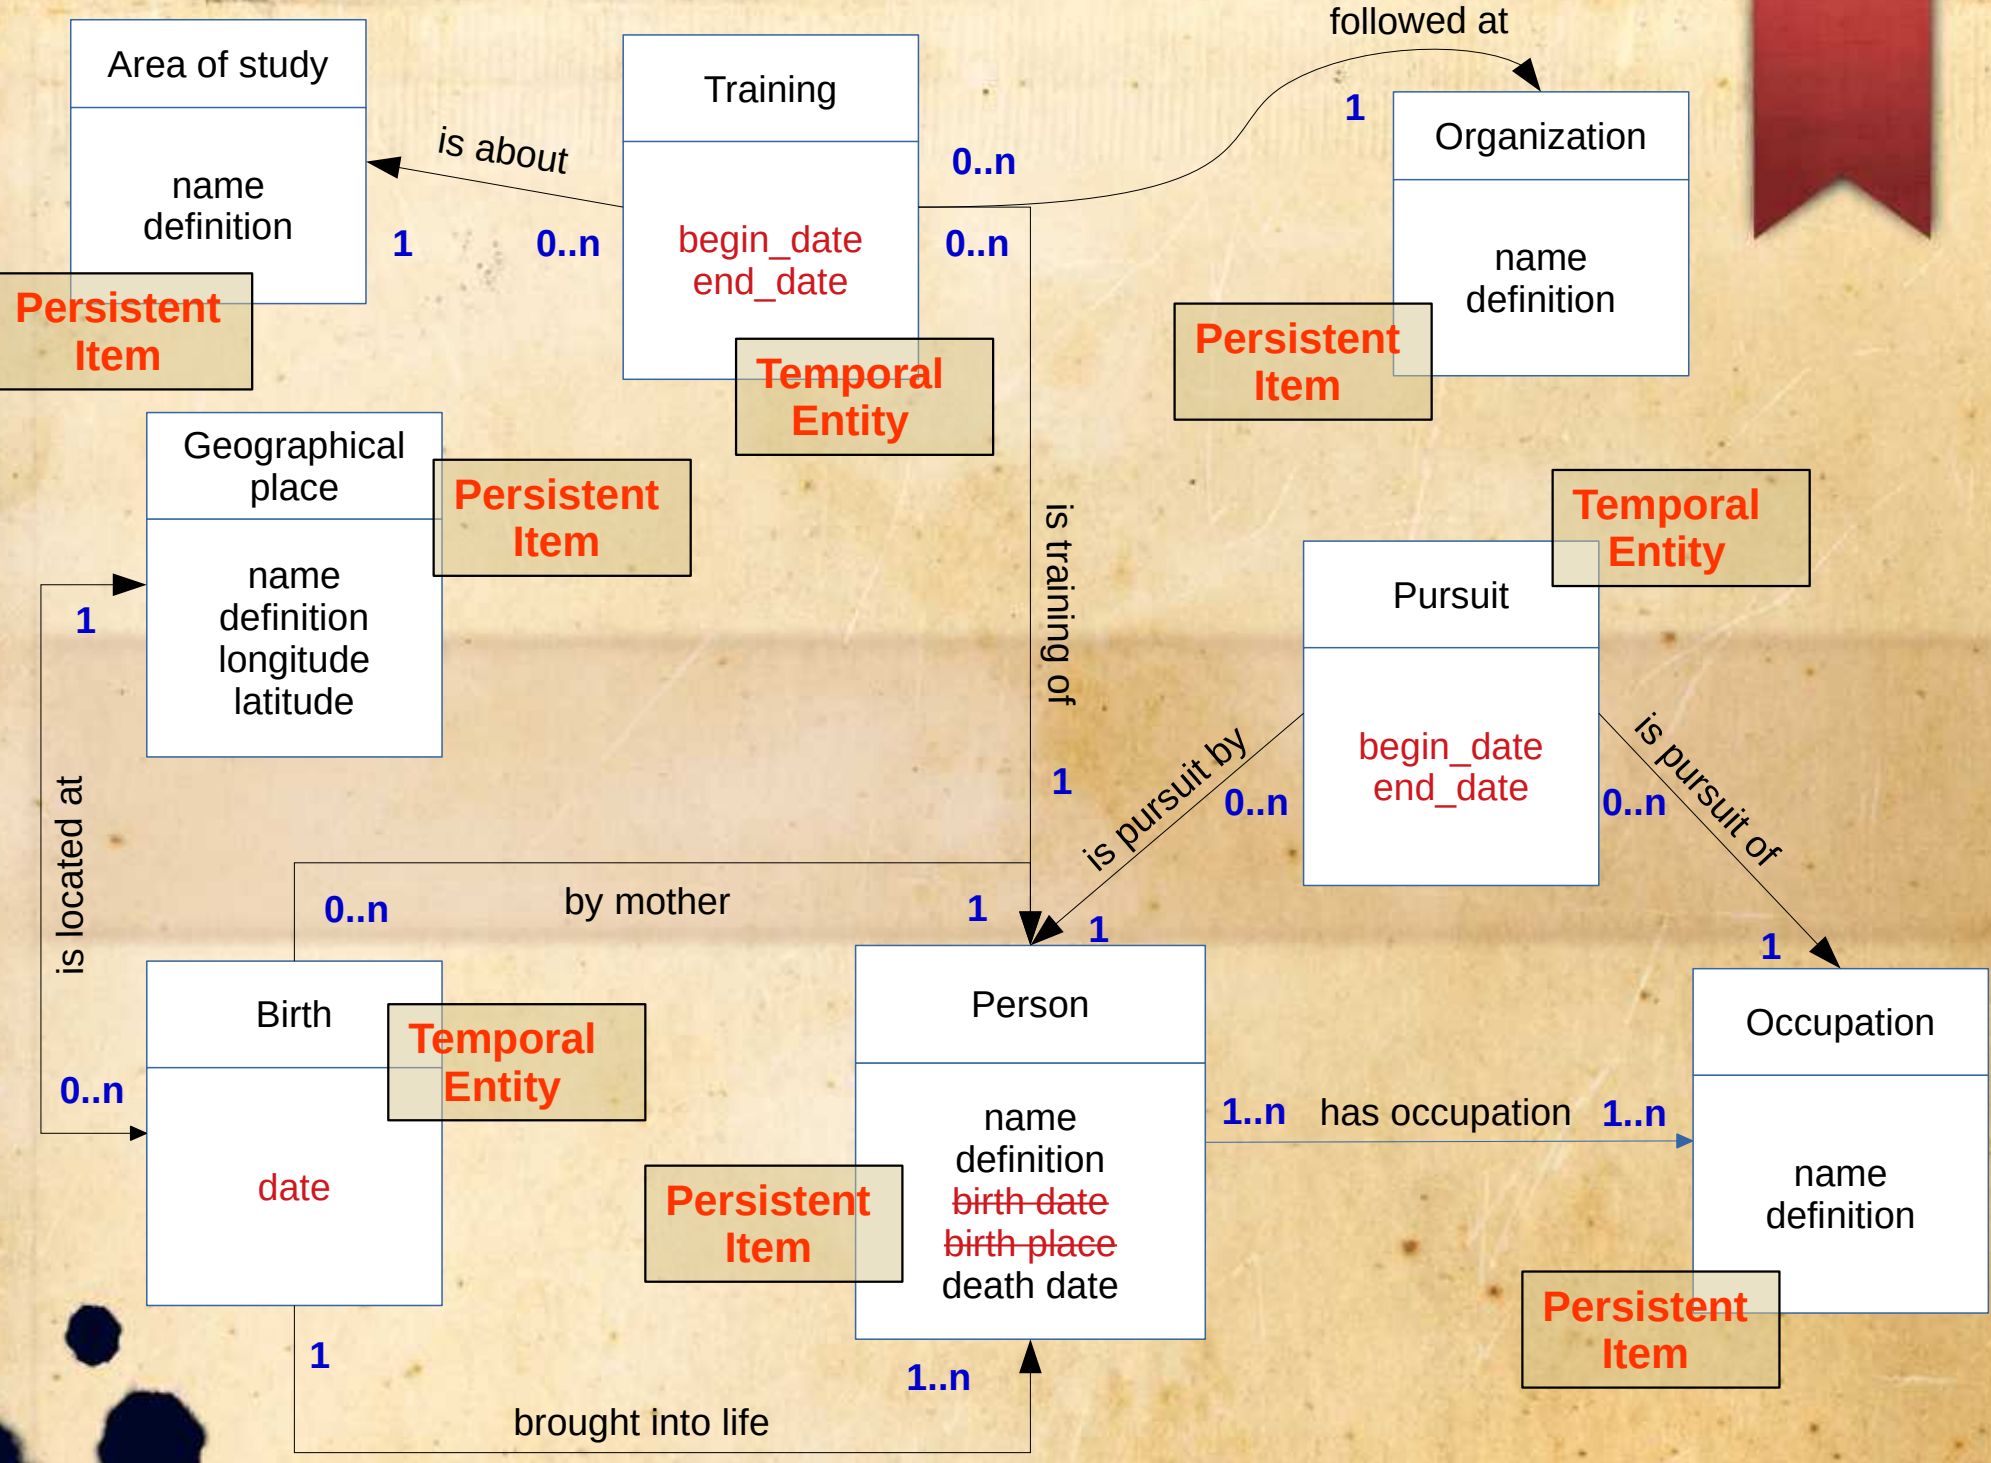 followed at
Area of study
Training
1
Organization
is about
0..n
name
definition
1
0..n
begin_date
end_date
0..n
name
definition
Persistent
Item
Temporal
Entity
Persistent
Item
Geographical
place
Persistent
Item
Temporal
Entity
name
definition
longitude
latitude
1
is training of
Pursuit
is located at
1
is pursuit by
0..n
begin_date
end_date
0..n
is pursuit of
0..n
by mother
1
1
1
Birth
Temporal
Entity
Person
Occupation
0..n
date
name
definition
birth date
birth place
death date
Persistent
Item
1..n
has occupation
1..n
name
definition
Persistent
Item
1
1..n
brought into life